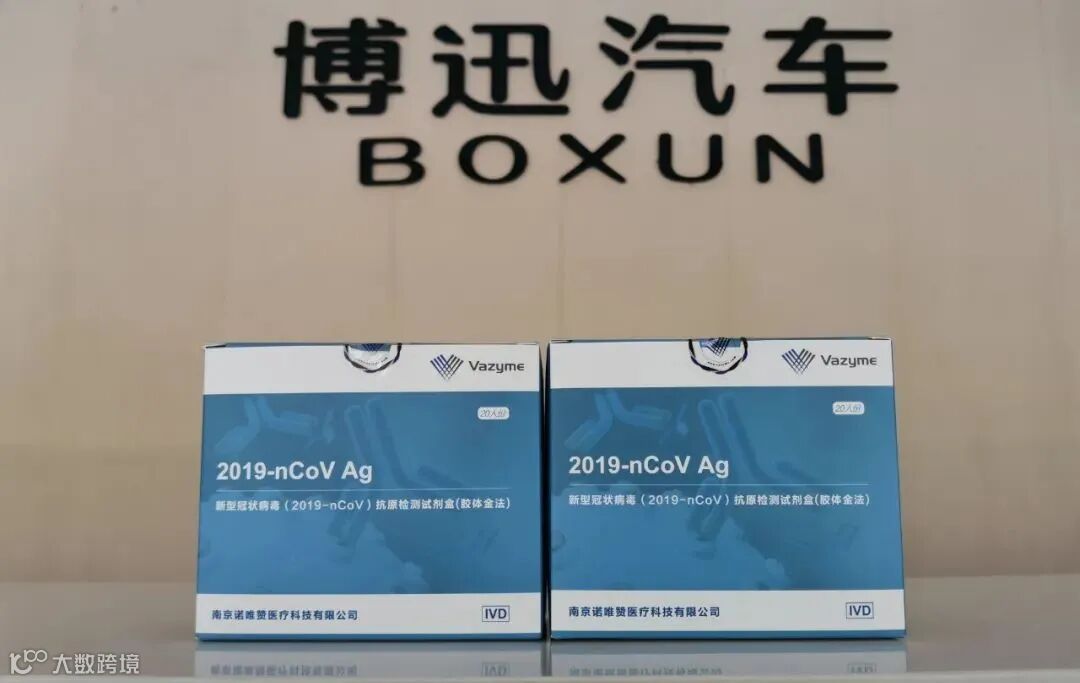 博迅汽车
BOXUN
Vazyme
20人份
2019-nCoV Ag
新型冠状病毒（2019-nCoV）抗原检测试剂盒(胶体金法)
南京诺唯赞医疗科技有限公司
IVD
Vazyme
20人份
2019-nCoV Ag
新型冠状病毒（2019-nCoV）抗原检测试剂盒(胶体金法)
南京诺唯赞医疗科技有限公司
IVD
大数跨境